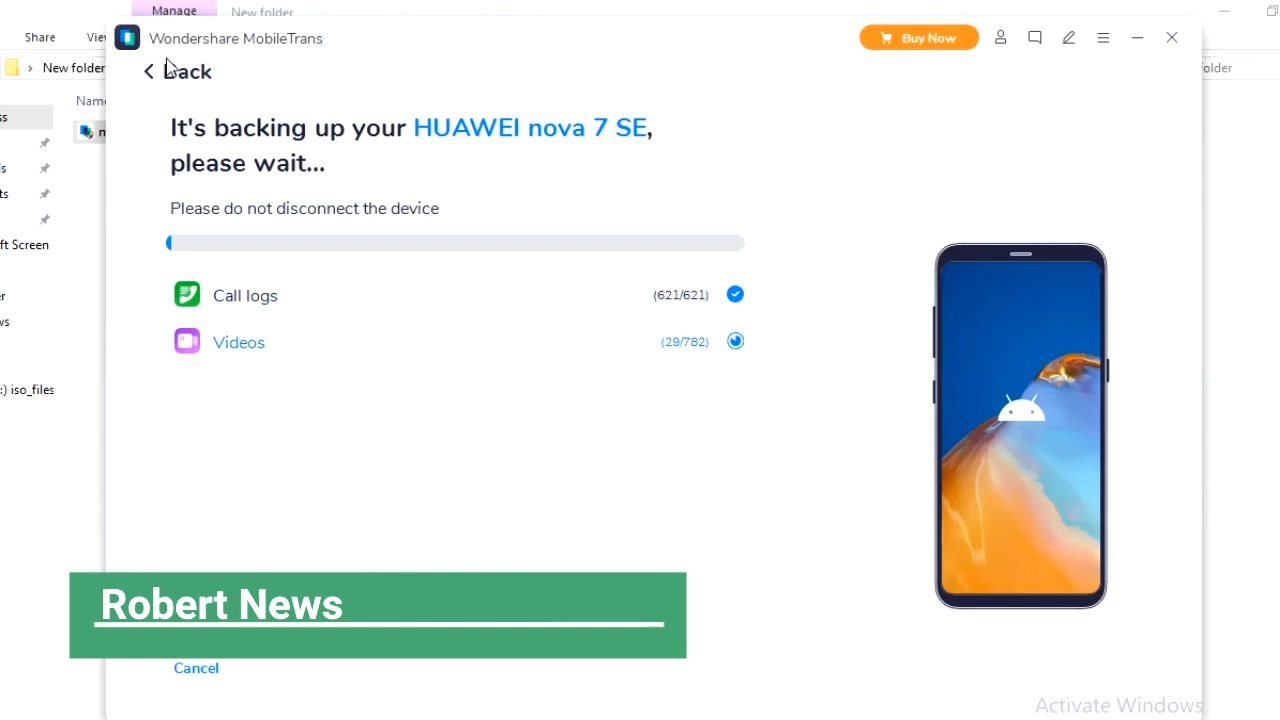 Manage
New folder
Share
Wondershare MobileTrans
Buy Now
New folder
Back
Name
It's backing up your HUAWEI nova 7 SE,
please wait...
Please do not disconnect the device
ft Screen
Call logs
(621/621)
Videos
(29/782)
:) iso_files
Robert News
Cancel
Activate Windows